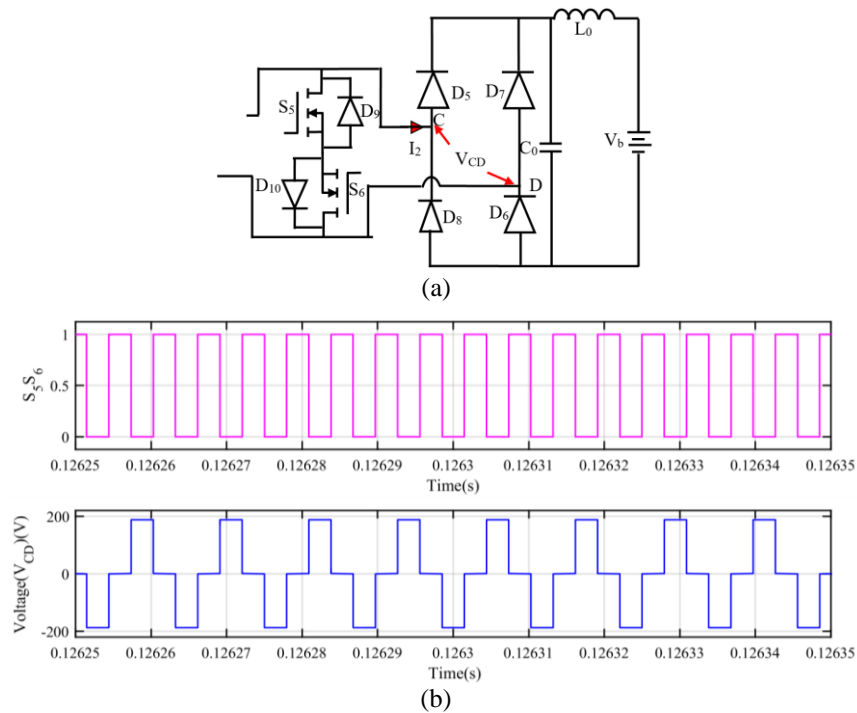 L₀
S₅
D₉
D₅
D₇
C
I₂
V_CD
C₀
V_b
D₁₀
S₆
D
D₈
D₆
(a)
S₅S₆
1
0.5
0
0.12625 0.12626 0.12627 0.12628 0.12629 0.1263 0.12631 0.12632 0.12633 0.12634 0.12635
Time(s)
Voltage(V_CD)(V)
200
0
-200
0.12625 0.12626 0.12627 0.12628 0.12629 0.1263 0.12631 0.12632 0.12633 0.12634 0.12635
Time(s)
(b)